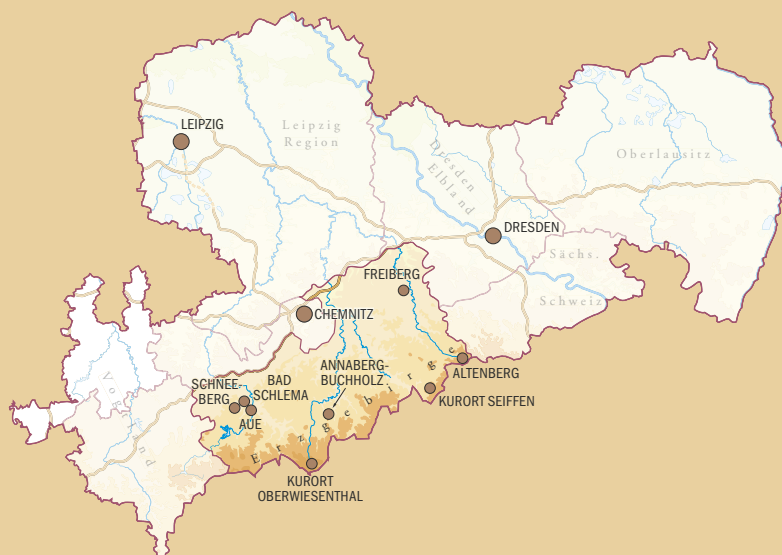 LEIPZIG
Leipzig
Region
Dresden
Elbland
Oberlausitz
DRESDEN
Sächs.
Schweiz
FREIBERG
CHEMNITZ
ANNABERG-
BUCHHOLZ
ALTENBERG
KURORT SEIFFEN
SCHNEE-
BERG
BAD
SCHLEMA
AUE
Vogtland
Erzgebirge
KURORT
OBERWIESENTHAL